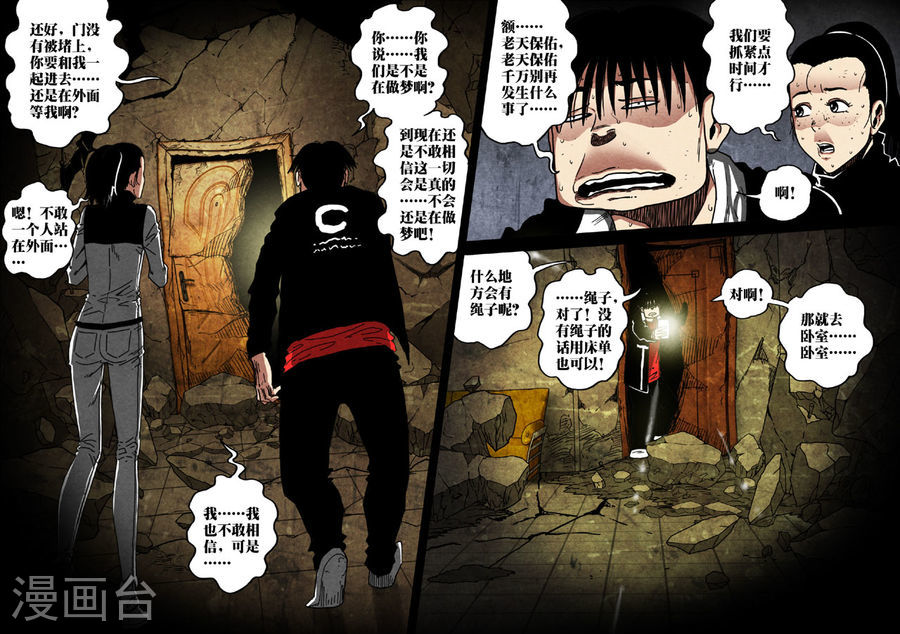 还好，门没
有被堵上，
你要和我一
起进去……
还是在外面
等我啊？
嗯！不敢
一个人站
在外面…
…
你……你
说……我
们是不是
在做梦啊？
到现在还
是不敢相
信这一切
会是真的
……不会
还是在做
梦吧！
C
我……我
也不敢相
信，可是
……
额……
老天保佑，
老天保佑
千万别再
发生什么
事了……
我们要
抓紧点
时间才
行……
啊！
什么地
方会有
绳子呢？
……绳子，
对了！没
有绳子的
话用床单
也可以！
对啊！
那就去
卧室……
卧室……
漫画台